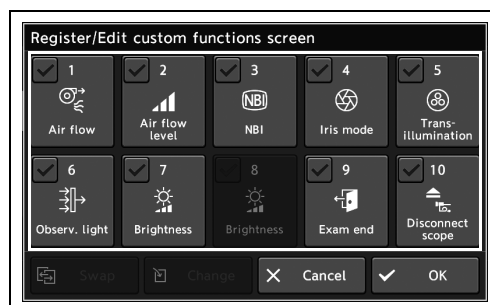 Register/Edit custom functions screen
1 2 3 4 5
NBI
Air flow Air flow level NBI Iris mode Trans-illumination
6 7 8 9 10
Observ. light Brightness Brightness Exam end Disconnect scope
Swap Change Cancel OK